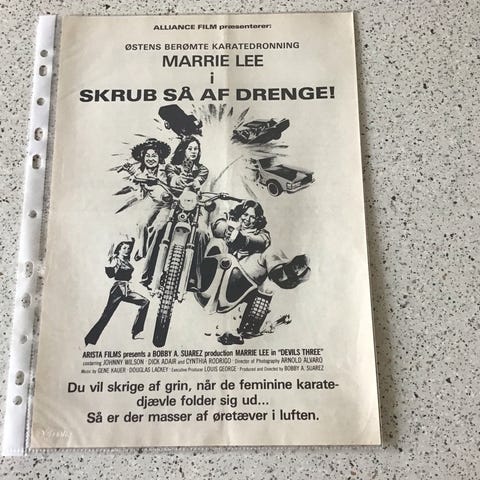 ALLIANCE FILM præsenterer:
ØSTENS BERØMTE KARATEDRONNING
MARRIE LEE
i
SKRUB SÅ AF DRENGE!
ARISTA FILMS presents a BOBBY A. SUAREZ production MARRIE LEE in "DEVILS THREE"
costarring JOHNNY WILSON · DICK ADAIR and CYNTHIA RODRIGO · Director of Photography ARNOLD ALVARO
Music by GENE KAUER · DOUGLAS LACKEY · Executive Producer LOUIS GEORGE · Produced and Directed by BOBBY A. SUAREZ
Du vil skrige af grin, når de feminine karate-
djævle folder sig ud...
Så er der masser af øretæver i luften.